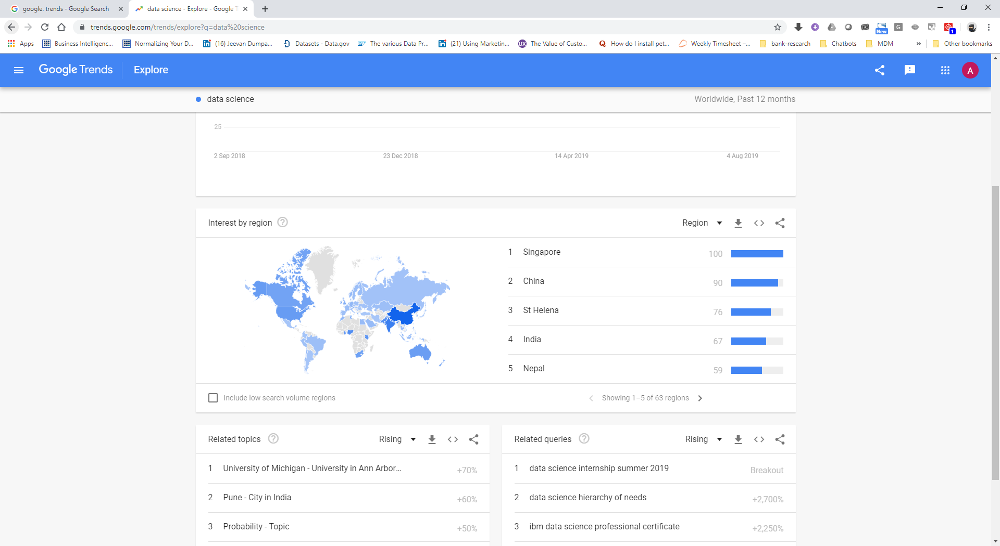 google. trends - Google Search
data science - Explore - Google T
trends.google.com/trends/explore?q=data%20science
New
G
1
Apps
Business Intelligenc...
Normalizing Your D...
(16) Jeevan Dumpa...
Datasets - Data.gov
The various Data Pr...
(21) Using Marketin...
The Value of Custo...
How do I install pet...
Weekly Timesheet –...
bank-research
Chatbots
MDM
»
Other bookmarks
Google Trends
Explore
A
data science
Worldwide, Past 12 months
25
2 Sep 2018
23 Dec 2018
14 Apr 2019
4 Aug 2019
Interest by region
Region
1 Singapore 100
2 China 90
3 St Helena 76
4 India 67
5 Nepal 59
Include low search volume regions
Showing 1–5 of 63 regions
Related topics
Rising
1 University of Michigan - University in Ann Arbor... +70%
2 Pune - City in India +60%
3 Probability - Topic +50%
Related queries
Rising
1 data science internship summer 2019 Breakout
2 data science hierarchy of needs +2,700%
3 ibm data science professional certificate +2,250%